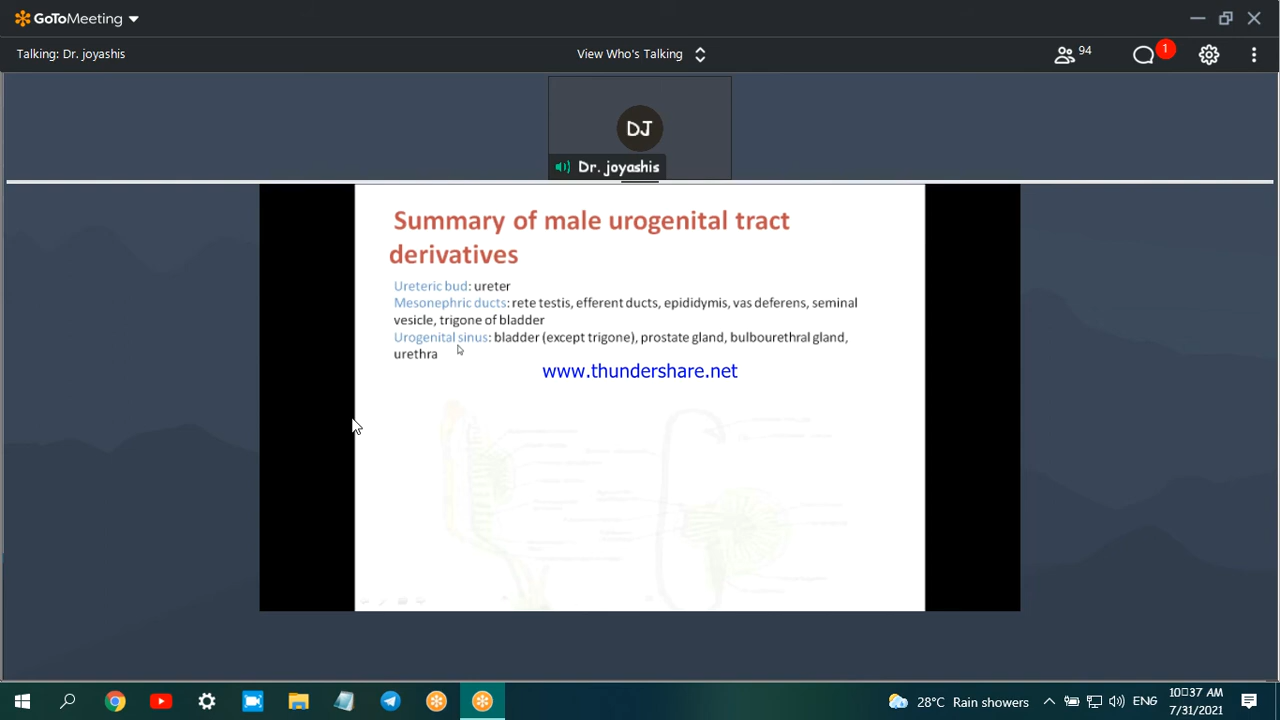 GoToMeeting
Talking: Dr. joyashis
View Who's Talking
94
1
DJ
Dr. joyashis
Summary of male urogenital tract
derivatives
Ureteric bud: ureter
Mesonephric ducts: rete testis, efferent ducts, epididymis, vas deferens, seminal
vesicle, trigone of bladder
Urogenital sinus: bladder (except trigone), prostate gland, bulbourethral gland,
urethra
www.thundershare.net
28°C Rain showers
ENG
10:37 AM
7/31/2021